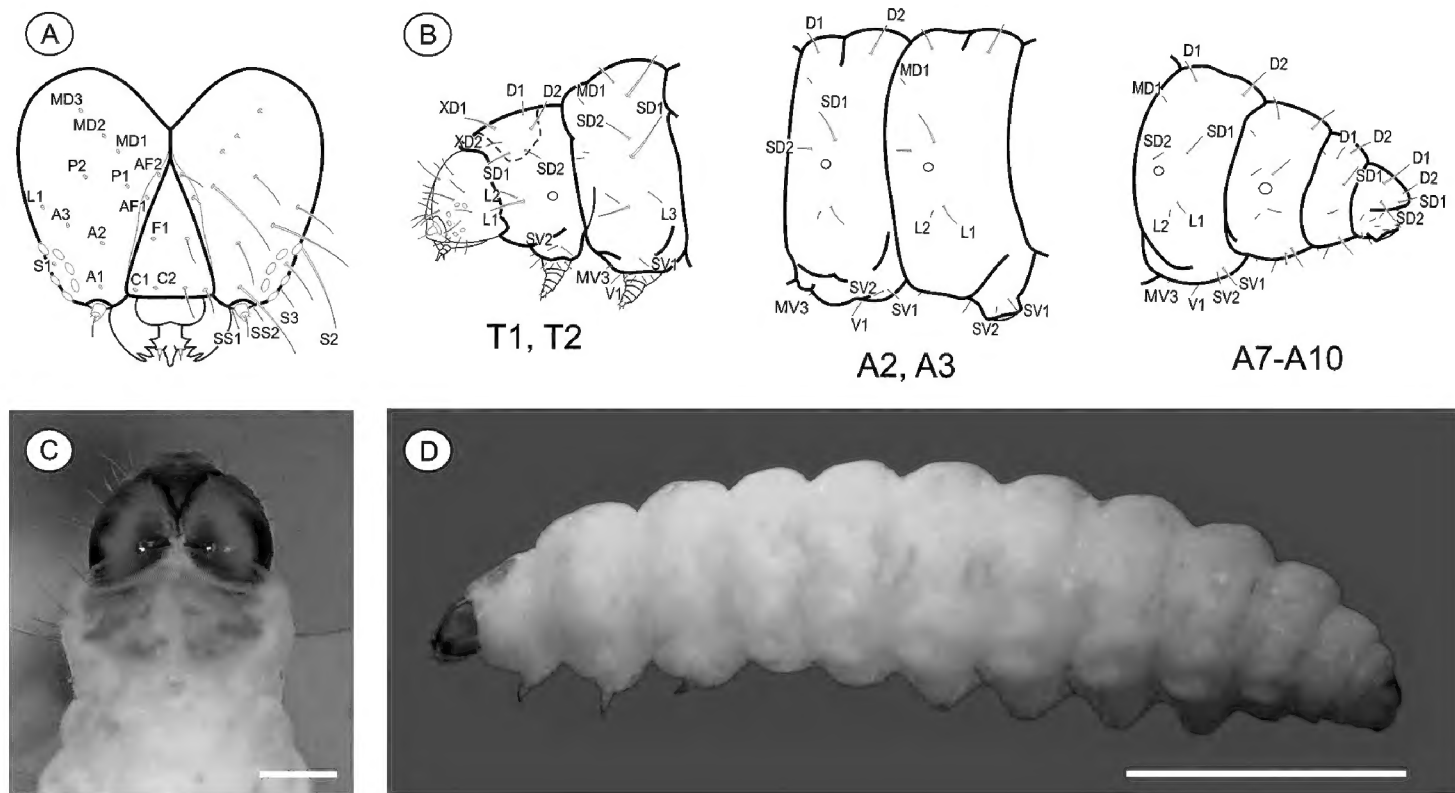 A
MD3
MD2
MD1
P2
AF2
P1
L1
AF1
A3
F1
A2
S1
A1
C1 C2
S3
SS1
SS2
S2
B
D1
D2
XD1
MD1
SD2
SD1
XD2
SD1
SD2
L2
L1
L3
SV2
SV1
MV3
V1
T1, T2
D1
D2
MD1
SD1
SD2
L2
L1
SV2
SV1
MV3
V1
SV2
SV1
A2, A3
D1
D2
MD1
SD2
SD1
D1
D2
D1
SD1
D2
SD1
SD2
L2
L1
MV3
V1
SV2
SV1
A7-A10
C
D